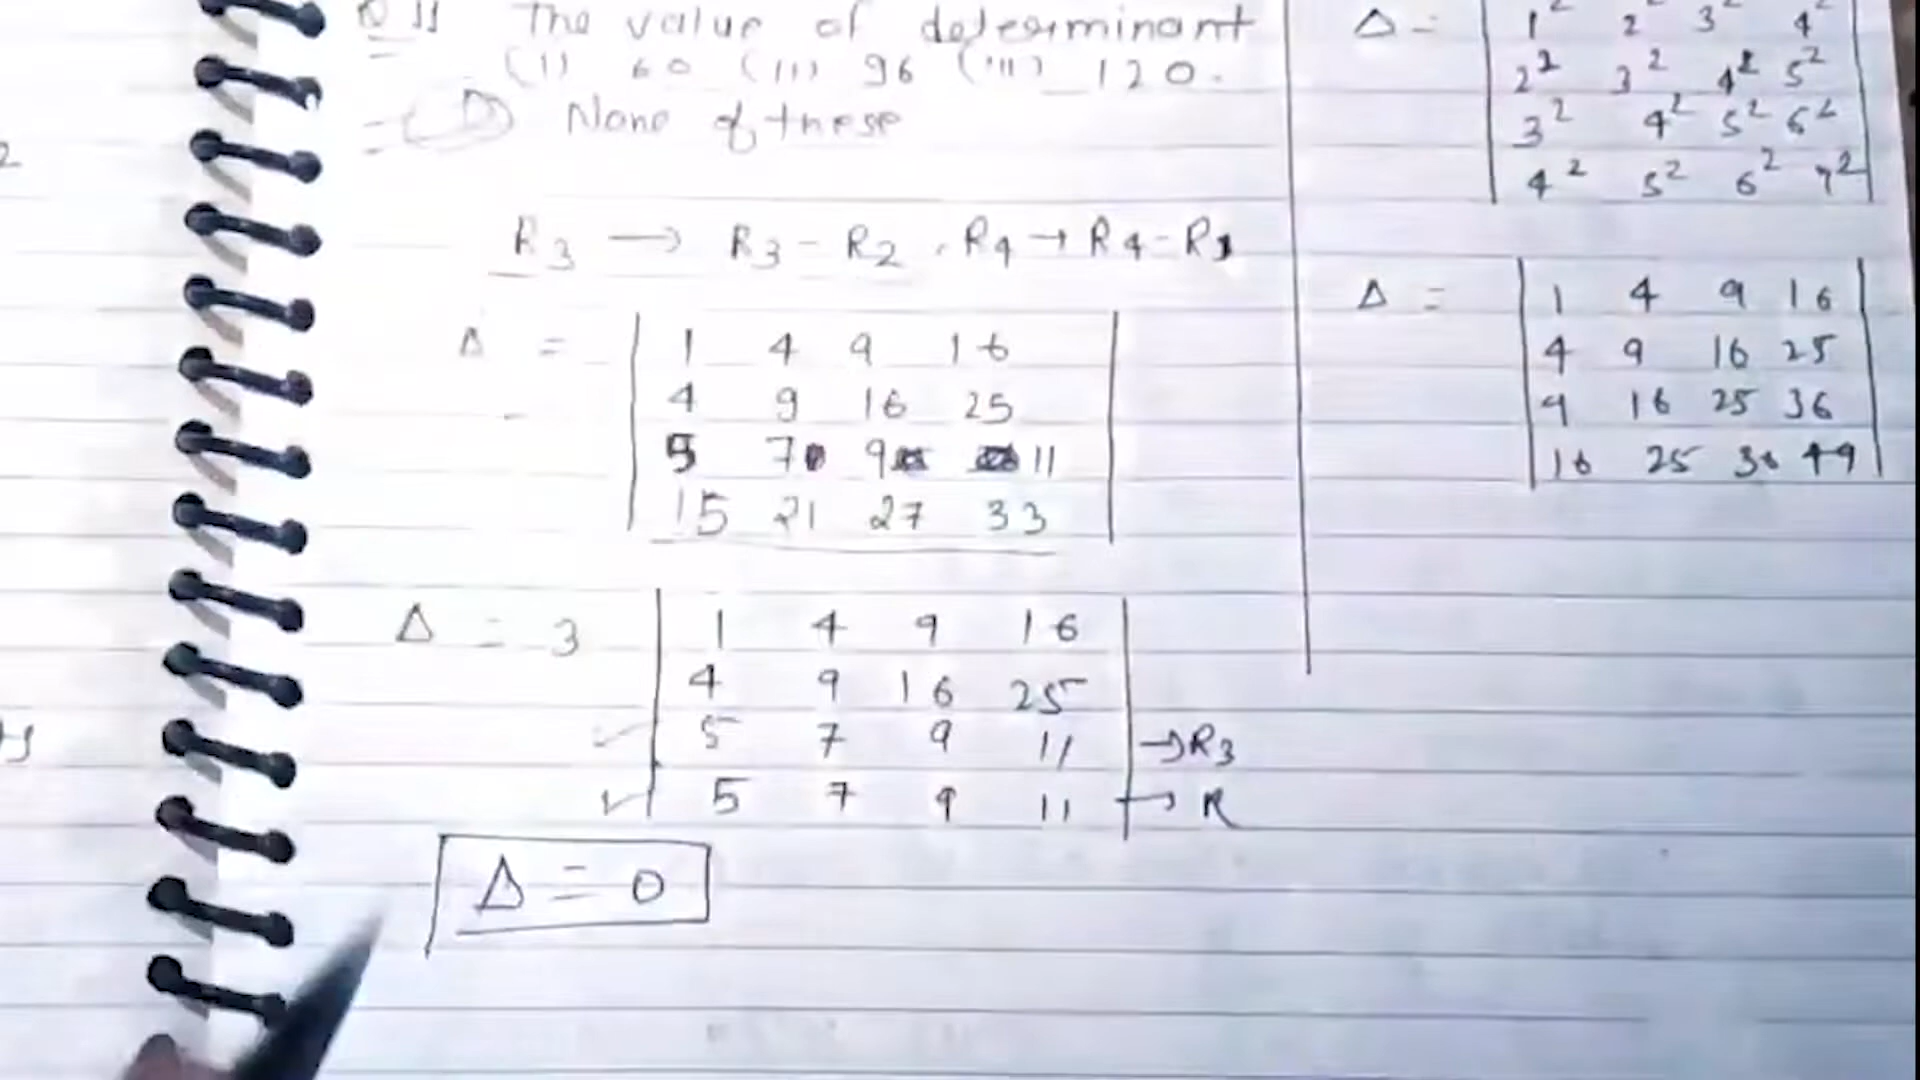 Q 11 The value of determinant
(i) 60 (ii) 96 (iii) 120.
= D) None of these
R3 → R3 - R2 , R4 → R4 - R1
Δ = | 1 4 9 16 |
| 4 9 16 25 |
| 5 7 9 11 |
| 15 21 27 33 |
Δ = 3 | 1 4 9 16 |
| 4 9 16 25 |
| 5 7 9 11 | → R3
| 5 7 9 11 | → R
Δ = 0
Δ = | 1² 2² 3² 4² |
| 2² 3² 4² 5² |
| 3² 4² 5² 6² |
| 4² 5² 6² 7² |
Δ = | 1 4 9 16 |
| 4 9 16 25 |
| 9 16 25 36 |
| 16 25 36 49 |
2